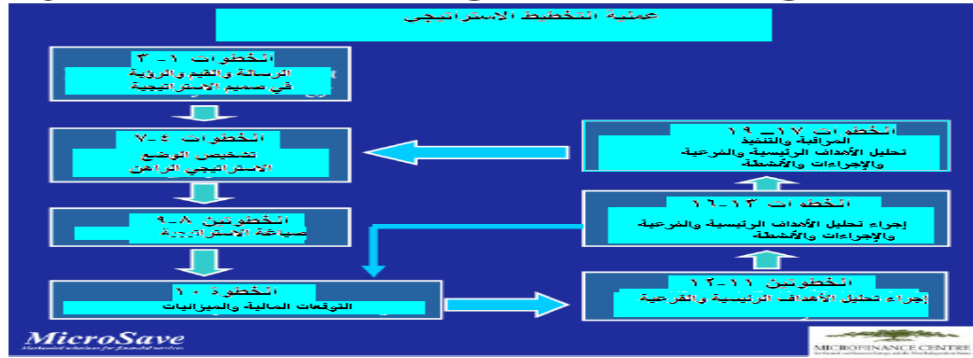 عملية التخطيط الاستراتيجي
الخطوات ١- ٣
الرسالة والقيم والرؤية
في صميم الاستراتيجية
الخطوات ٤-٧
تشخيص الوضع
الاستراتيجي الراهن
الخطوتين ٨-٩
صياغة الاستراتيجية
الخطوة ١٠
التوقعات المالية والميزانيات
الخطوات ١٧– ١٩
المراقبة والتنفيذ
تحليل الأهداف الرئيسية والفرعية
والإجراءات والأنشطة
الخطوات ١٣-١٦
إجراء تحليل الأهداف الرئيسية والفرعية
والإجراءات والأنشطة
الخطوتين ١١-١٢
إجراء تحليل الأهداف الرئيسية والفرعية
MicroSave
MICROFINANCE CENTRE